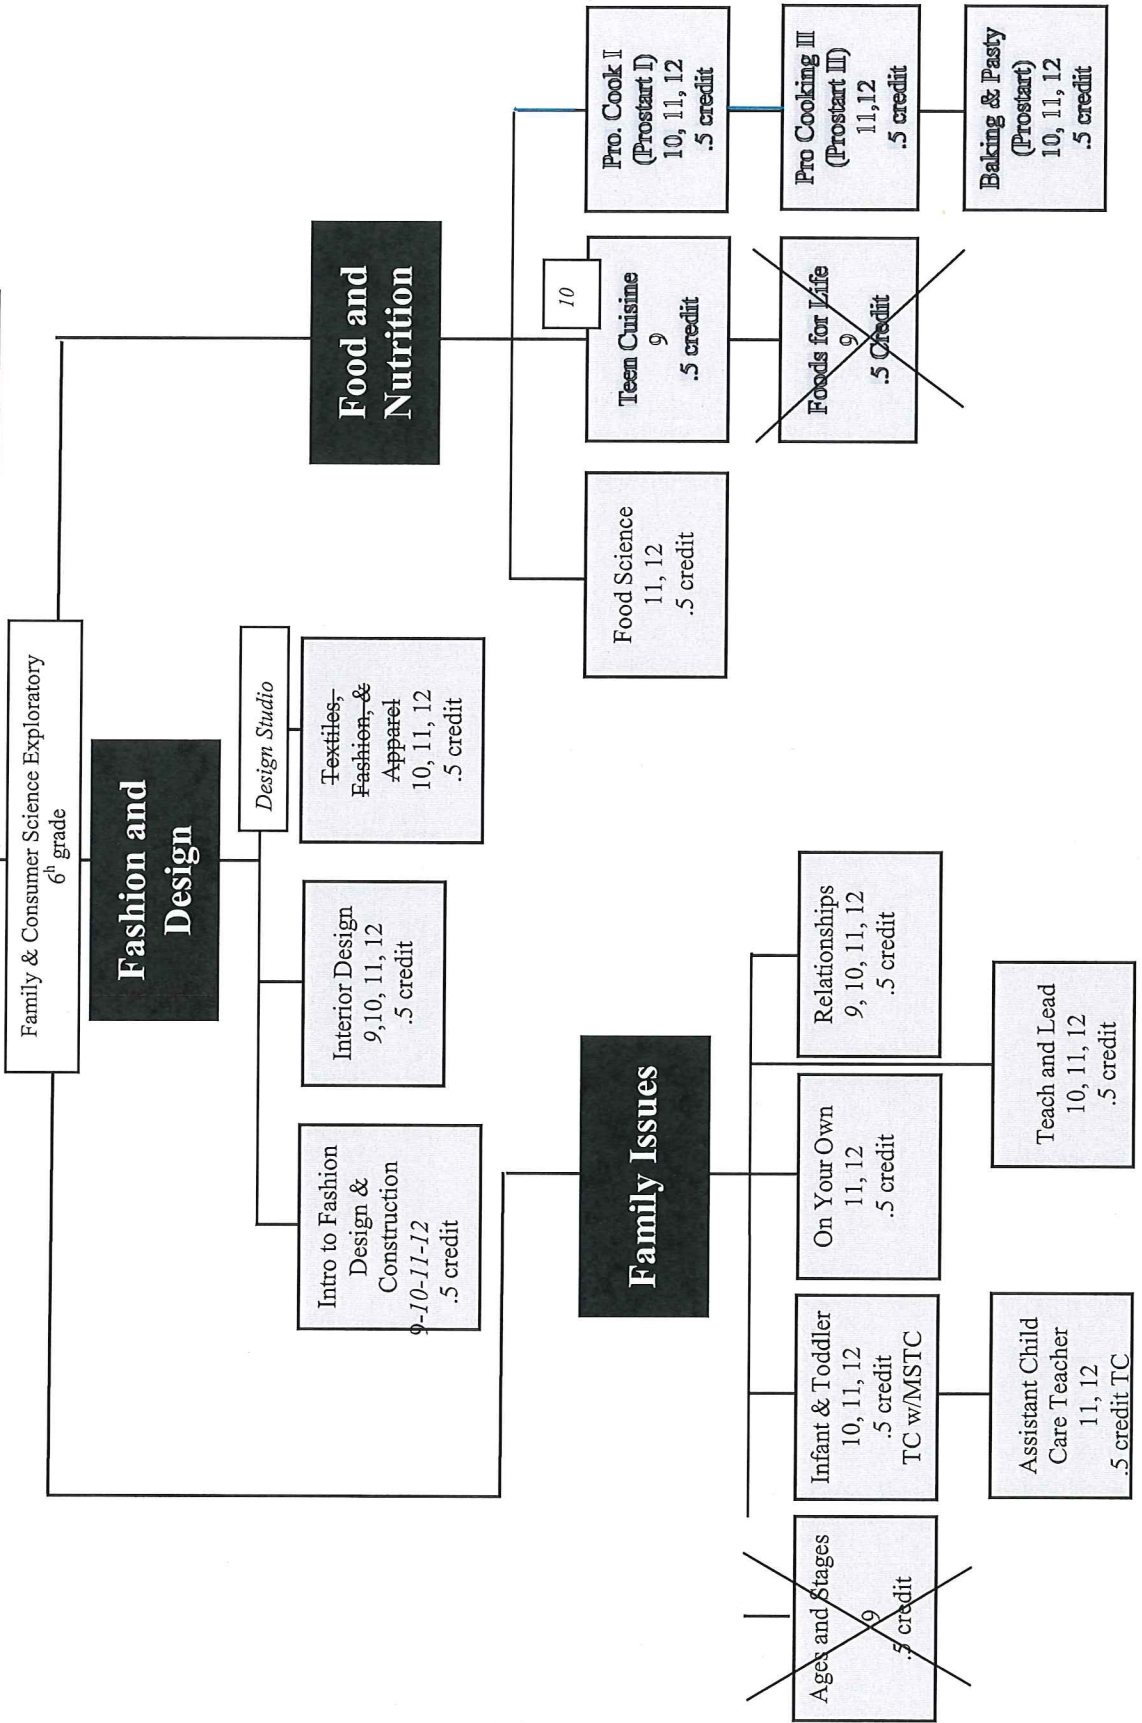 Family & Consumer Science Exploratory
6h grade
Fashion and
Design
Food and
Nutrition
Family Issues
Design Studio
Intro to Fashion
Design &
Construction
9-10-11-12
.5 credit
Interior Design
9,10, 11, 12
.5 credit
Textiles,
Fashion, &
Apparel
10, 11, 12
.5 credit
Food Science
11, 12
.5 credit
10
Teen Cuisine
9
.5 credit
Foods for Life
9
.5 Credit
Pro. Cook I
(Prostart I)
10, 11, 12
.5 credit
Pro Cooking II
(Prostart II)
11,12
.5 credit
Baking & Pasty
(Prostart)
10, 11, 12
.5 credit
Ages and Stages
9
.5 credit
Infant & Toddler
10, 11, 12
.5 credit
TC w/MSTC
Assistant Child
Care Teacher
11, 12
.5 credit TC
On Your Own
11, 12
.5 credit
Relationships
9, 10, 11, 12
.5 credit
Teach and Lead
10, 11, 12
.5 credit